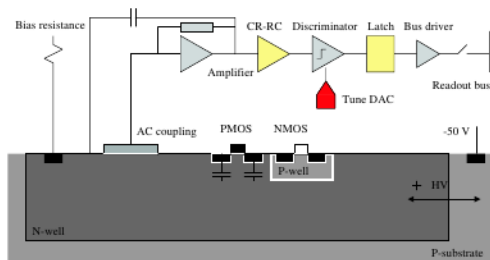 Bias resistance
CR-RC
Discriminator
Latch
Bus driver
Amplifier
Readout bus
Tune DAC
AC coupling
PMOS
NMOS
-50 V
P-well
+ HV
N-well
P-substrate